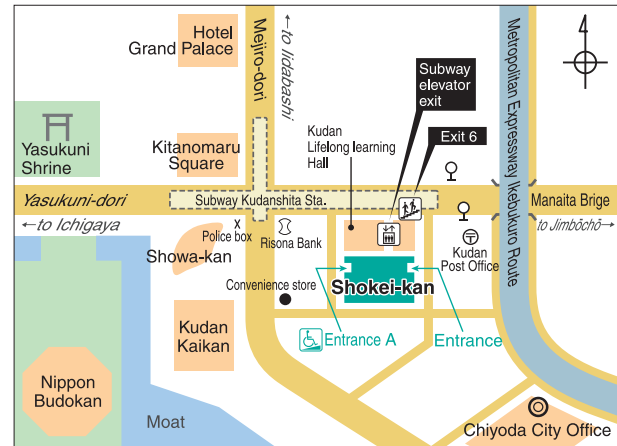 Hotel
Grand Palace
Mejiro-dori
←to Iidabashi
Metropolitan Expressway Ikebukuro Route
4
Subway
elevator
exit
Exit 6
Kudan
Lifelong learning
Hall
Yasukuni
Shrine
Kitanomaru
Square
Yasukuni-dori
Subway Kudanshita Sta.
Manaita Brige
←to Ichigaya
to Jimbōchō→
x
Police box
Risona Bank
Kudan
Post Office
Showa-kan
Convenience store
Shokei-kan
Kudan
Kaikan
Entrance A
Entrance
Nippon
Budokan
Moat
Chiyoda City Office